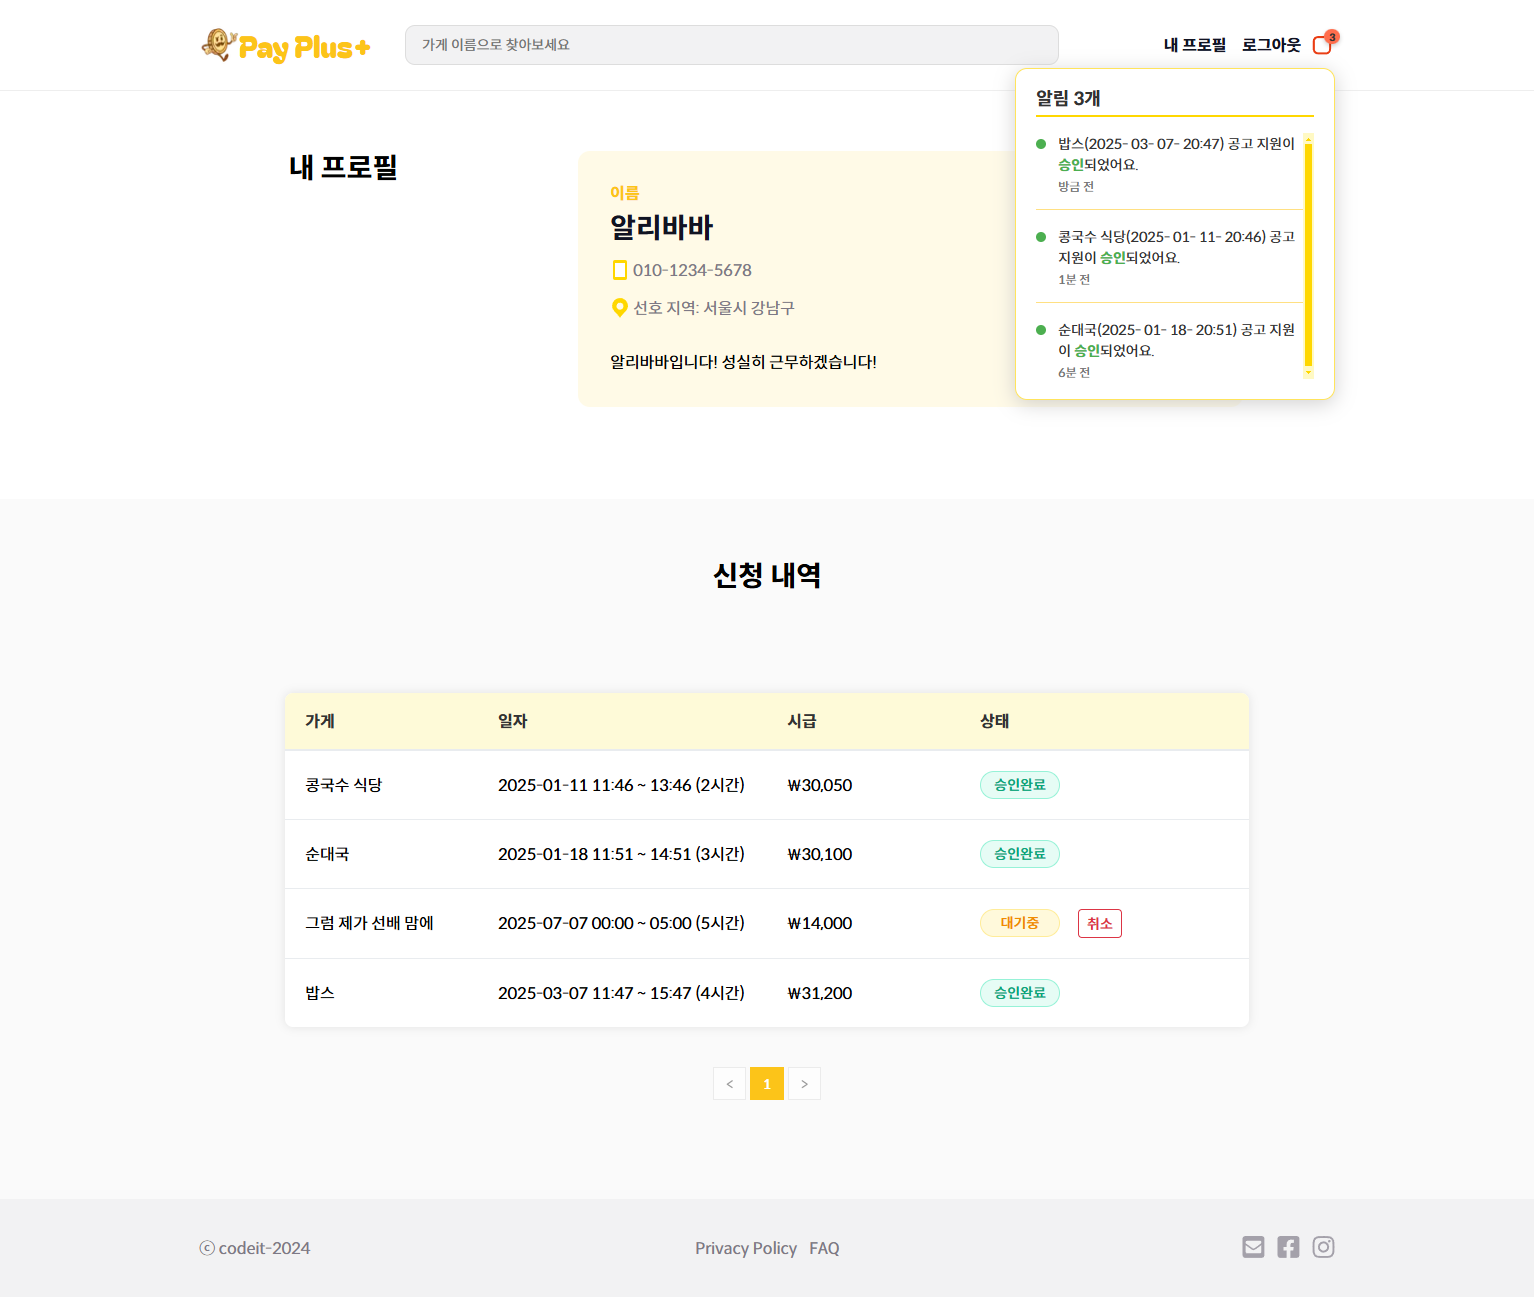 Pay Plus+
가게 이름으로 찾아보세요
내 프로필 로그아웃 3
알림 3개
밥스(2025- 03- 07- 20:47) 공고 지원이
승인되었어요.
방금 전
콩국수 식당(2025- 01- 11- 20:46) 공고
지원이 승인되었어요.
1분 전
순대국(2025- 01- 18- 20:51) 공고 지원
이 승인되었어요.
6분 전
내 프로필
이름
알리바바
010-1234-5678
선호 지역: 서울시 강남구
알리바바입니다! 성실히 근무하겠습니다!
신청 내역
가게 일자 시급 상태
콩국수 식당 2025-01-11 11:46 ~ 13:46 (2시간) ₩30,050 승인완료
순대국 2025-01-18 11:51 ~ 14:51 (3시간) ₩30,100 승인완료
그럼 제가 선배 맘에 2025-07-07 00:00 ~ 05:00 (5시간) ₩14,000 대기중 취소
밥스 2025-03-07 11:47 ~ 15:47 (4시간) ₩31,200 승인완료
< 1 >
ⓒ codeit-2024 Privacy Policy FAQ